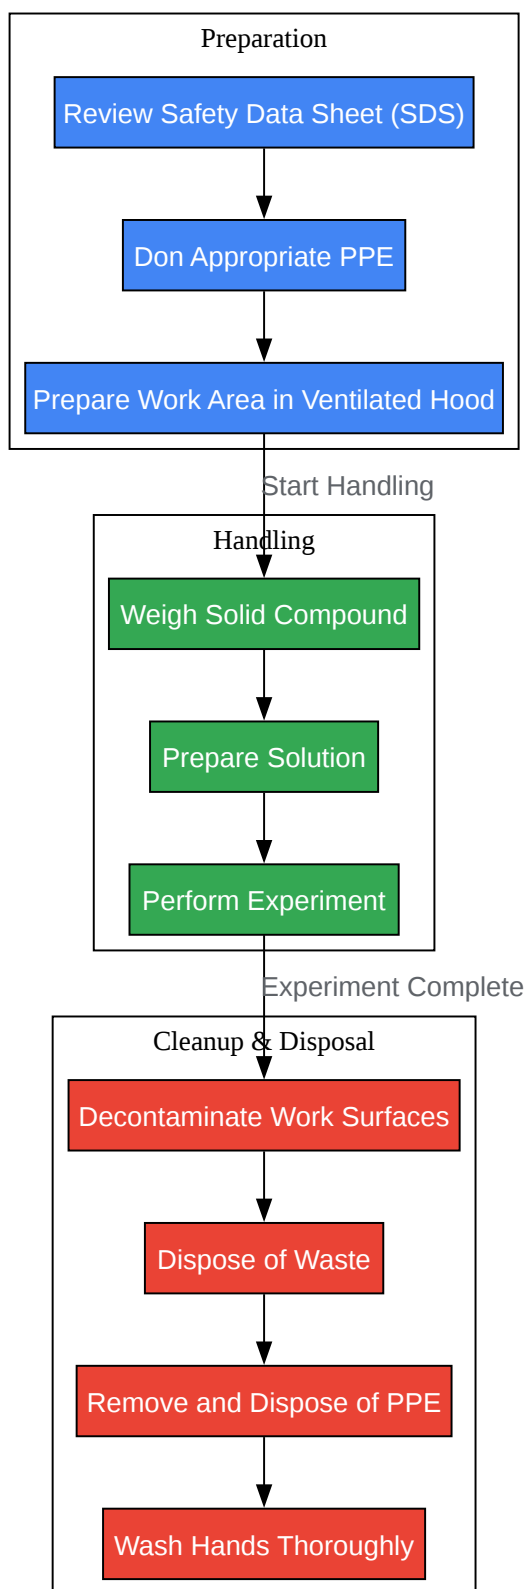 Preparation
Review Safety Data Sheet (SDS)
Don Appropriate PPE
Prepare Work Area in Ventilated Hood
Start Handling
Handling
Weigh Solid Compound
Prepare Solution
Perform Experiment
Experiment Complete
Cleanup & Disposal
Decontaminate Work Surfaces
Dispose of Waste
Remove and Dispose of PPE
Wash Hands Thoroughly